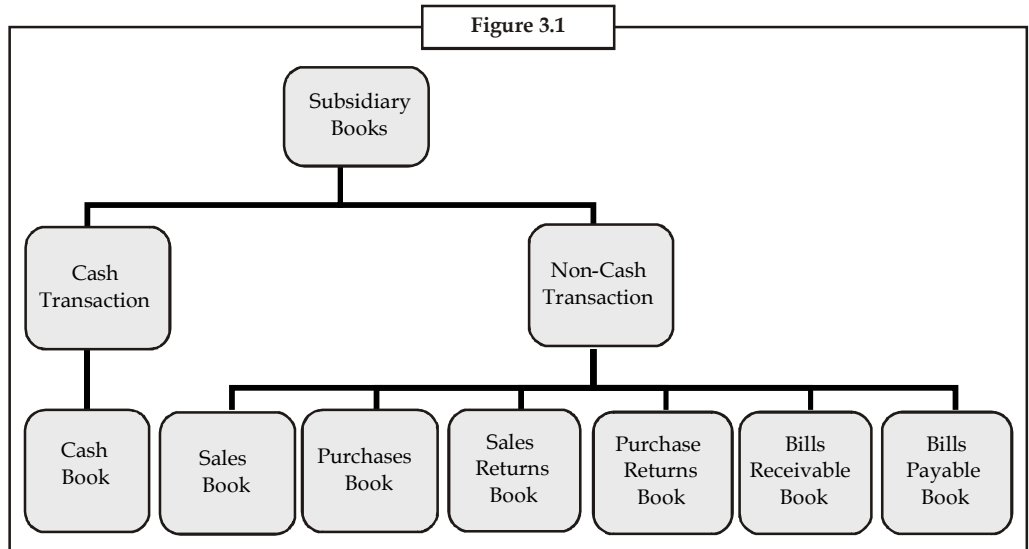 Figure 3.1
Subsidiary
Books
Cash
Transaction
Non-Cash
Transaction
Cash
Book
Sales
Book
Purchases
Book
Sales
Returns
Book
Purchase
Returns
Book
Bills
Receivable
Book
Bills
Payable
Book